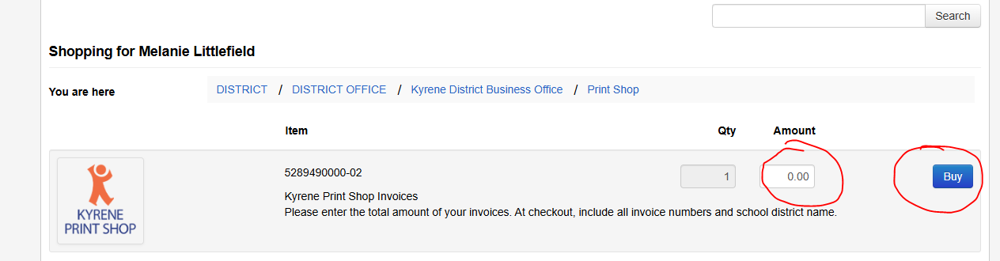 Search
Shopping for Melanie Littlefield
You are here
DISTRICT / DISTRICT OFFICE / Kyrene District Business Office / Print Shop
Item Qty Amount
5289490000-02 1 0.00 Buy
Kyrene Print Shop Invoices
Please enter the total amount of your invoices. At checkout, include all invoice numbers and school district name.
KYRENE
PRINT SHOP